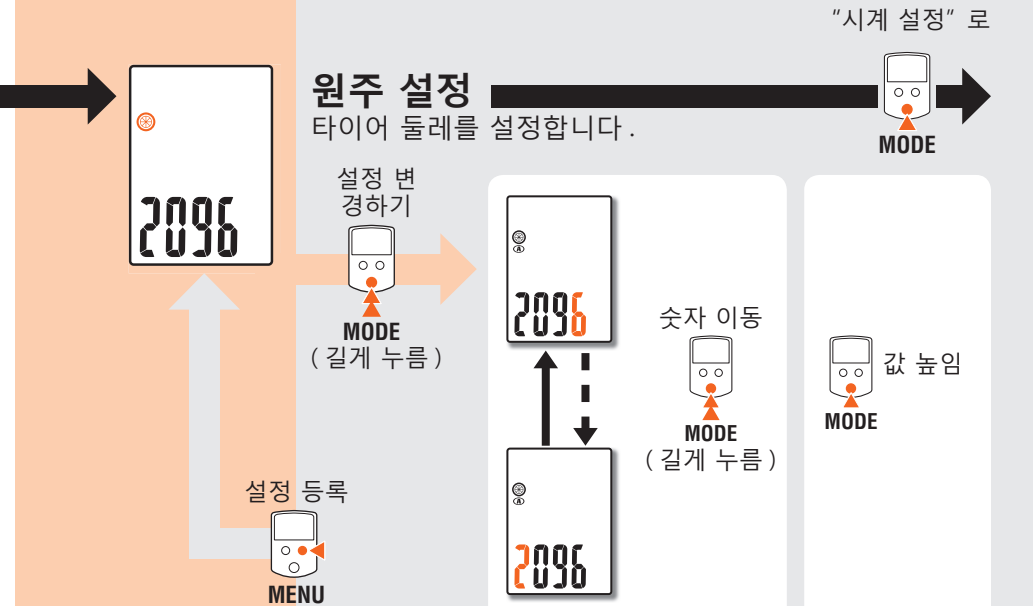 "시계 설정" 로
MODE
원주 설정
타이어 둘레를 설정합니다.
2096
설정 변
경하기
MODE
(길게 누름)
설정 등록
MENU
A
2096
A
2096
숫자 이동
MODE
(길게 누름)
값 높임
MODE